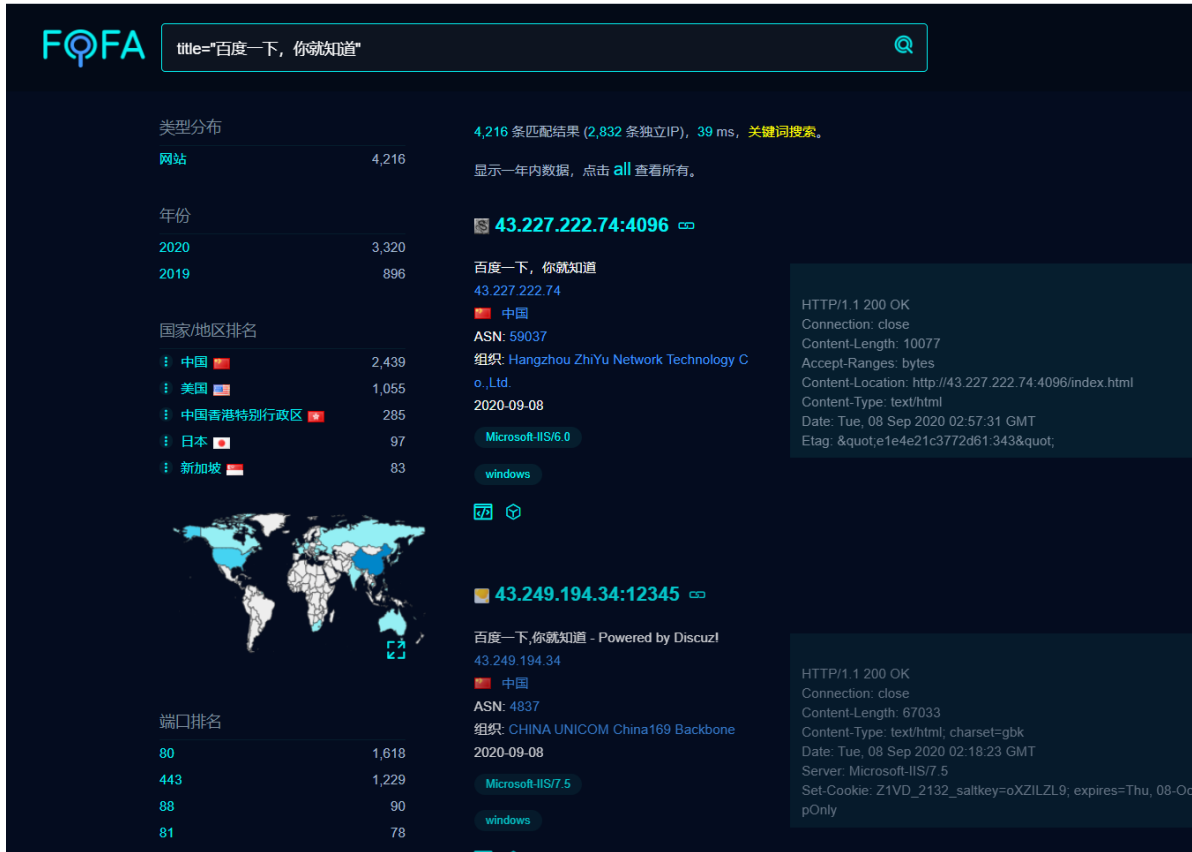 FOFA
title="百度一下，你就知道"
类型分布
网站 4,216
年份
2020 3,320
2019 896
国家/地区排名
中国 2,439
美国 1,055
中国香港特别行政区 285
日本 97
新加坡 83
端口排名
80 1,618
443 1,229
88 90
81 78
4,216 条匹配结果 (2,832 条独立IP)，39 ms，关键词搜索。
显示一年内数据，点击 all 查看所有。
43.227.222.74:4096
百度一下，你就知道
43.227.222.74
中国
ASN: 59037
组织: Hangzhou ZhiYu Network Technology C
o.,Ltd.
2020-09-08
Microsoft-IIS/6.0
windows
HTTP/1.1 200 OK
Connection: close
Content-Length: 10077
Accept-Ranges: bytes
Content-Location: http://43.227.222.74:4096/index.html
Content-Type: text/html
Date: Tue, 08 Sep 2020 02:57:31 GMT
Etag: &quot;e1e4e21c3772d61:343&quot;
43.249.194.34:12345
百度一下,你就知道 - Powered by Discuz!
43.249.194.34
中国
ASN: 4837
组织: CHINA UNICOM China169 Backbone
2020-09-08
Microsoft-IIS/7.5
windows
HTTP/1.1 200 OK
Connection: close
Content-Length: 67033
Content-Type: text/html; charset=gbk
Date: Tue, 08 Sep 2020 02:18:23 GMT
Server: Microsoft-IIS/7.5
Set-Cookie: Z1VD_2132_saltkey=oXZILZL9; expires=Thu, 08-Oc
pOnly